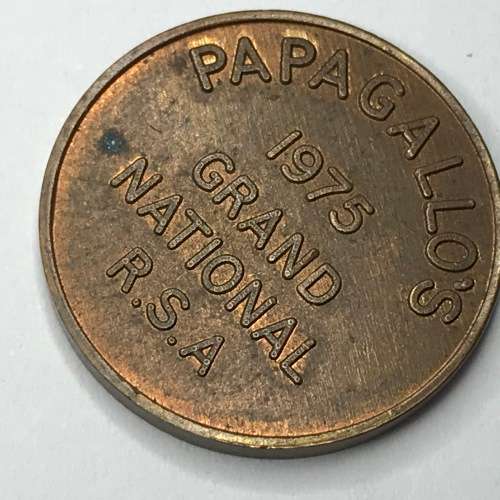 PAPAGALLO'S
1975
GRAND
NATIONAL
R.S.A